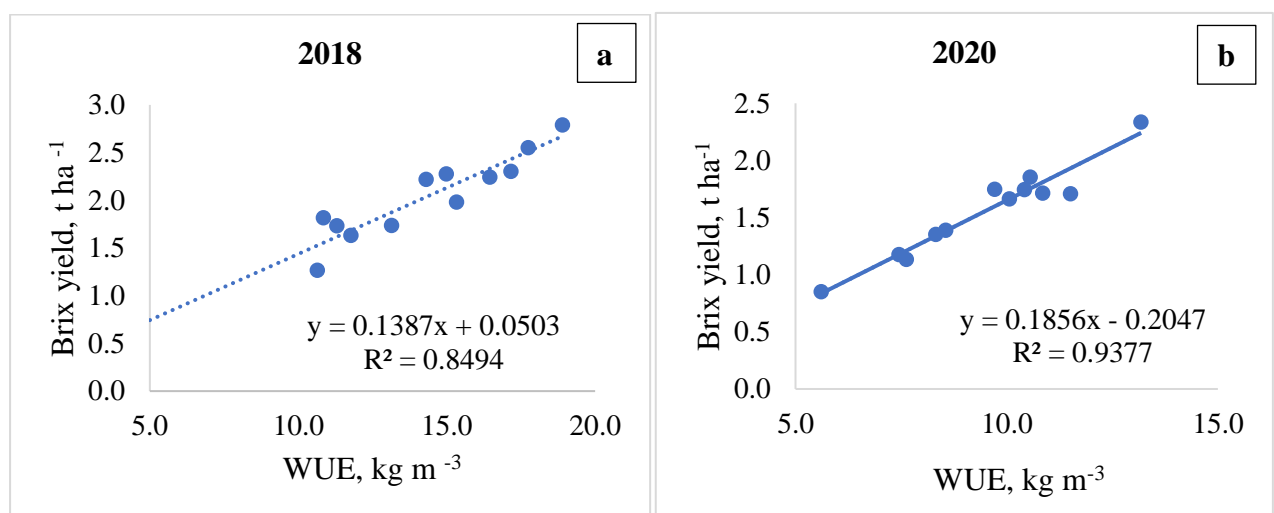 2018
a
Brix yield, t ha -1
3.0
2.5
2.0
1.5
1.0
0.5
0.0
y = 0.1387x + 0.0503
R² = 0.8494
5.0 10.0 15.0 20.0
WUE, kg m -3
2020
b
Brix yield, t ha-1
2.5
2.0
1.5
1.0
0.5
0.0
y = 0.1856x - 0.2047
R² = 0.9377
5.0 10.0 15.0
WUE, kg m-3